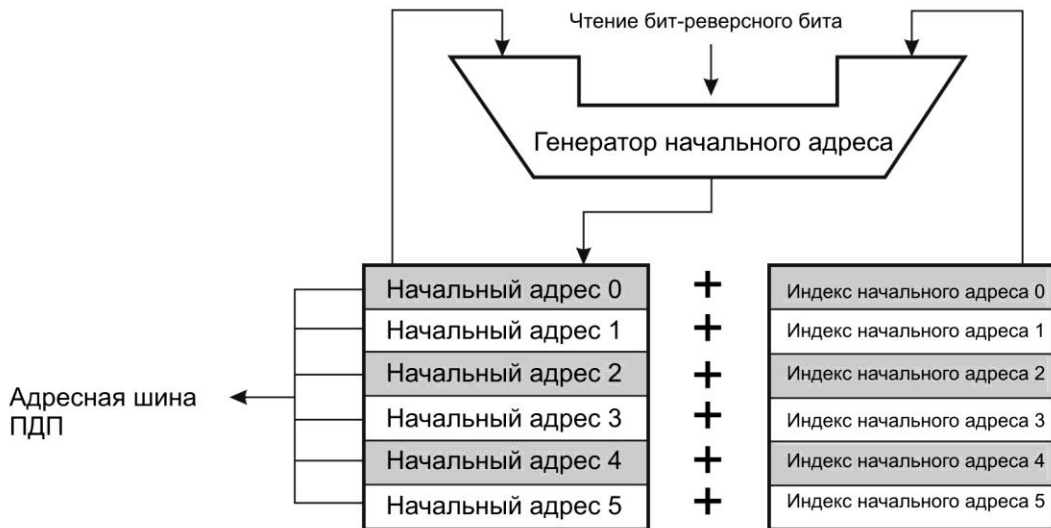 Чтение бит-реверсного бита
Генератор начального адреса
Начальный адрес 0 + Индекс начального адреса 0
Начальный адрес 1 + Индекс начального адреса 1
Начальный адрес 2 + Индекс начального адреса 2
Начальный адрес 3 + Индекс начального адреса 3
Начальный адрес 4 + Индекс начального адреса 4
Начальный адрес 5 + Индекс начального адреса 5
Адресная шина
ПДП